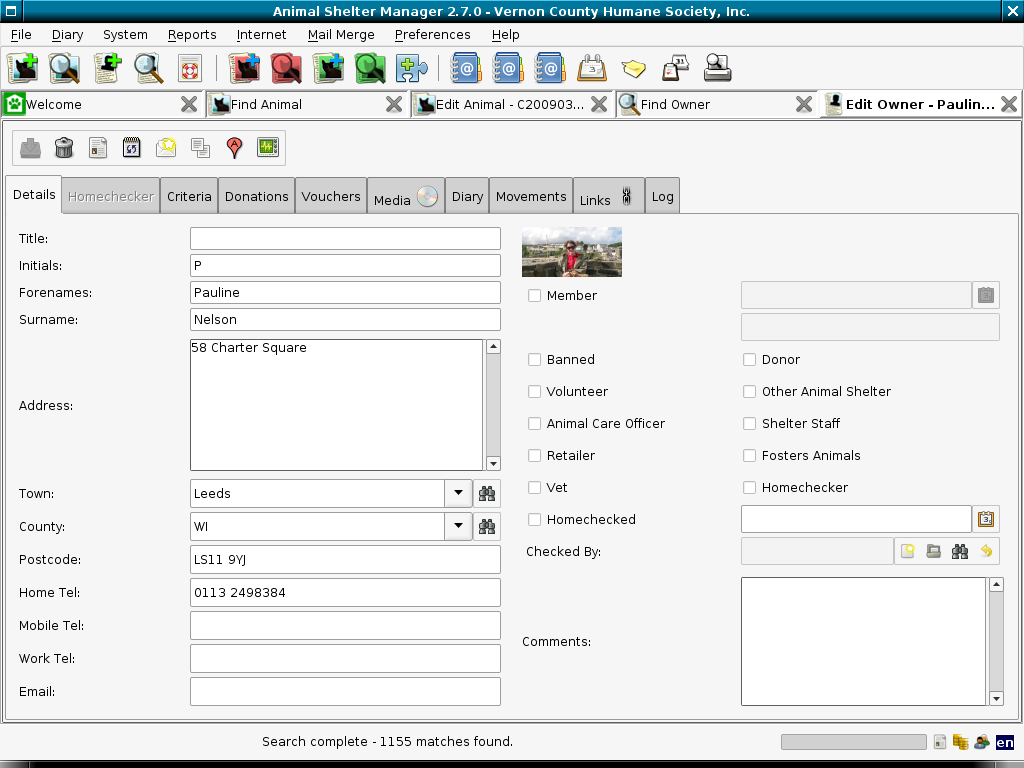 Animal Shelter Manager 2.7.0 - Vernon County Humane Society, Inc.
File Diary System Reports Internet Mail Merge Preferences Help
Welcome Find Animal Edit Animal - C200903... Find Owner Edit Owner - Paulin...
Details Homechecker Criteria Donations Vouchers Media Diary Movements Links Log
Title:
Initials: P
Forenames: Pauline
Surname: Nelson
Address: 58 Charter Square
Town: Leeds
County: WI
Postcode: LS11 9YJ
Home Tel: 0113 2498384
Mobile Tel:
Work Tel:
Email:
Member
Banned Donor
Volunteer Other Animal Shelter
Animal Care Officer Shelter Staff
Retailer Fosters Animals
Vet Homechecker
Homechecked
Checked By:
Comments:
Search complete - 1155 matches found.
en